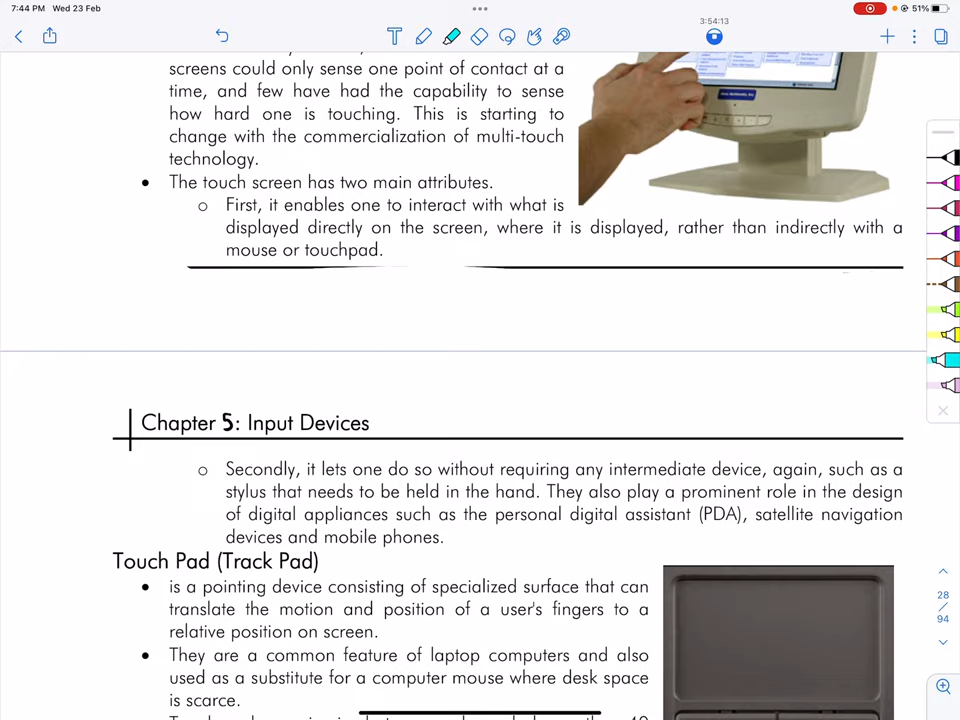 7:44 PM Wed 23 Feb
51%
3:54:13
screens could only sense one point of contact at a
time, and few have had the capability to sense
how hard one is touching. This is starting to
change with the commercialization of multi-touch
technology.
• The touch screen has two main attributes.
o First, it enables one to interact with what is
displayed directly on the screen, where it is displayed, rather than indirectly with a
mouse or touchpad.
Chapter 5: Input Devices
o Secondly, it lets one do so without requiring any intermediate device, again, such as a
stylus that needs to be held in the hand. They also play a prominent role in the design
of digital appliances such as the personal digital assistant (PDA), satellite navigation
devices and mobile phones.
Touch Pad (Track Pad)
• is a pointing device consisting of specialized surface that can
translate the motion and position of a user's fingers to a
relative position on screen.
• They are a common feature of laptop computers and also
used as a substitute for a computer mouse where desk space
is scarce.
28
/
94